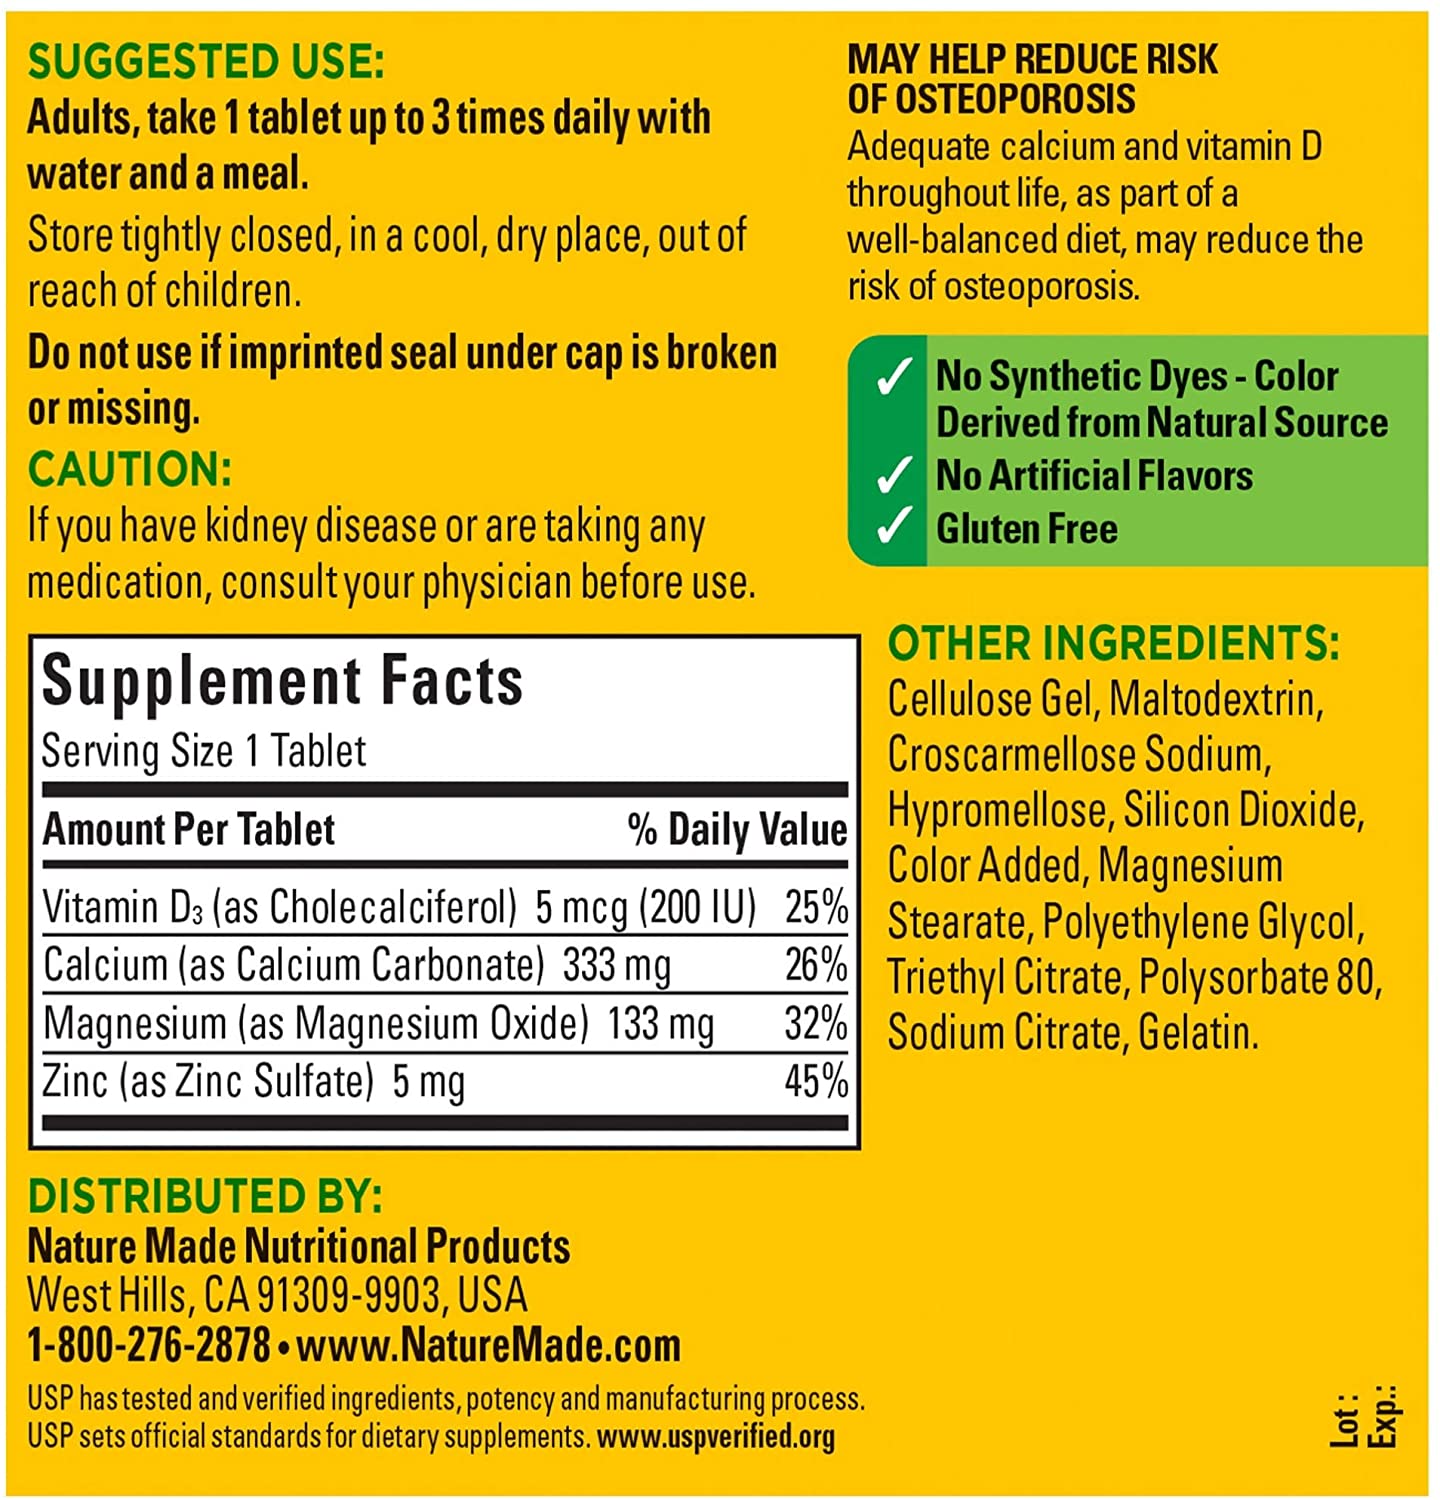 SUGGESTED USE:
Adults, take 1 tablet up to 3 times daily with
water and a meal.
Store tightly closed, in a cool, dry place, out of
reach of children.
Do not use if imprinted seal under cap is broken
or missing.
CAUTION:
If you have kidney disease or are taking any
medication, consult your physician before use.
MAY HELP REDUCE RISK
OF OSTEOPOROSIS
Adequate calcium and vitamin D
throughout life, as part of a
well-balanced diet, may reduce the
risk of osteoporosis.
✓ No Synthetic Dyes - Color
Derived from Natural Source
✓ No Artificial Flavors
✓ Gluten Free
Supplement Facts
Serving Size 1 Tablet
Amount Per Tablet % Daily Value
Vitamin D₃ (as Cholecalciferol) 5 mcg (200 IU) 25%
Calcium (as Calcium Carbonate) 333 mg 26%
Magnesium (as Magnesium Oxide) 133 mg 32%
Zinc (as Zinc Sulfate) 5 mg 45%
OTHER INGREDIENTS:
Cellulose Gel, Maltodextrin,
Croscarmellose Sodium,
Hypromellose, Silicon Dioxide,
Color Added, Magnesium
Stearate, Polyethylene Glycol,
Triethyl Citrate, Polysorbate 80,
Sodium Citrate, Gelatin.
DISTRIBUTED BY:
Nature Made Nutritional Products
West Hills, CA 91309-9903, USA
1-800-276-2878 • www.NatureMade.com
USP has tested and verified ingredients, potency and manufacturing process.
USP sets official standards for dietary supplements. www.uspverified.org
Lot :
Exp.: